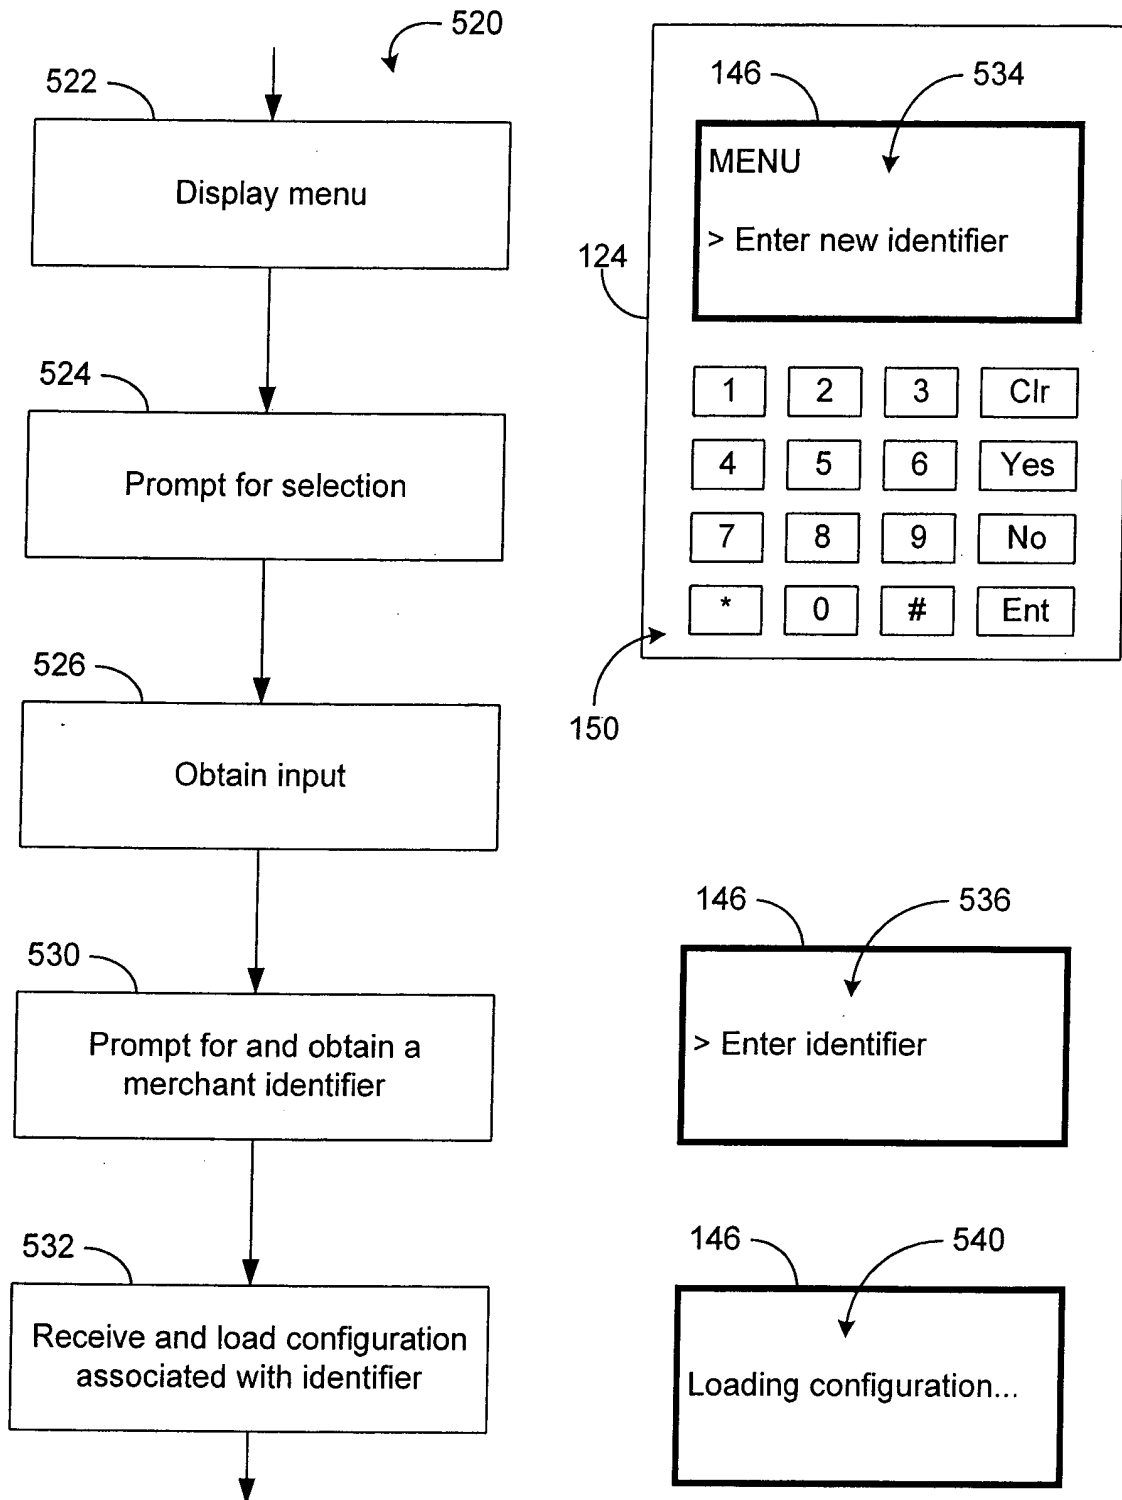 520
522
Display menu
524
Prompt for selection
526
Obtain input
530
Prompt for and obtain a
merchant identifier
532
Receive and load configuration
associated with identifier
146
534
MENU
> Enter new identifier
124
1 2 3 Clr
4 5 6 Yes
7 8 9 No
* 0 # Ent
150
146
536
> Enter identifier
146
540
Loading configuration...